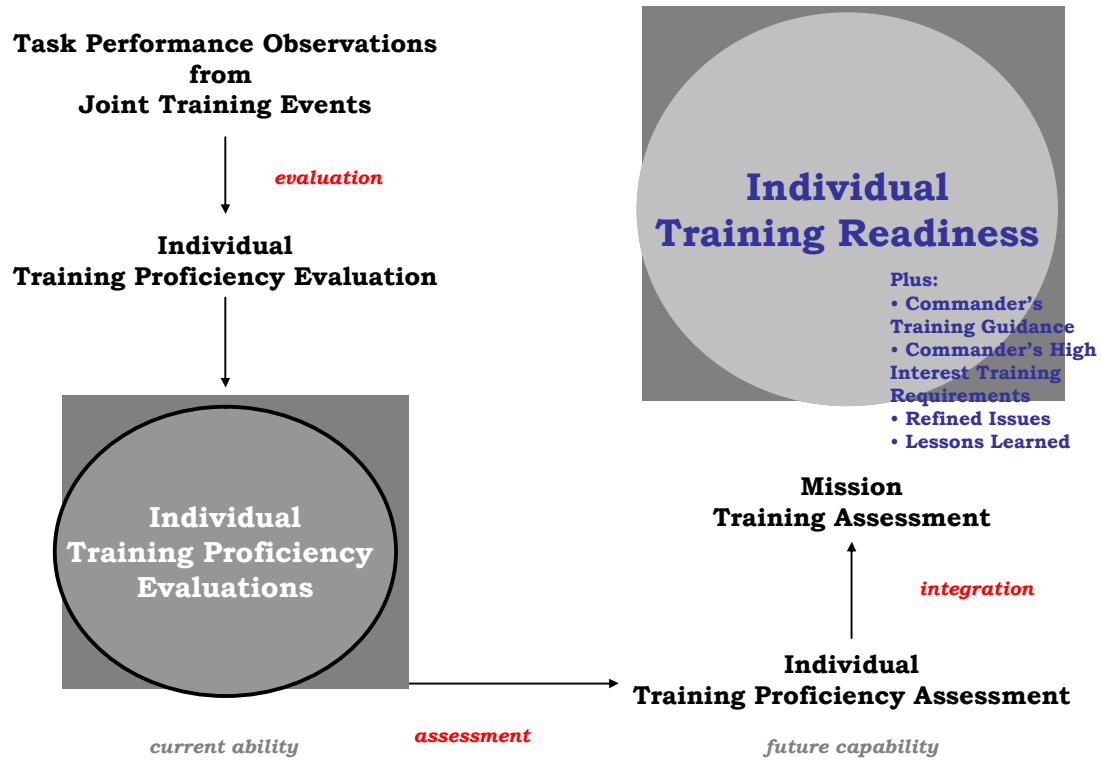 Task Performance Observations
from
Joint Training Events
evaluation
Individual
Training Proficiency Evaluation
Individual
Training Proficiency
Evaluations
current ability
assessment
Individual
Training Readiness
Plus:
• Commander’s
Training Guidance
• Commander’s High
Interest Training
Requirements
• Refined Issues
• Lessons Learned
Mission
Training Assessment
integration
Individual
Training Proficiency Assessment
future capability